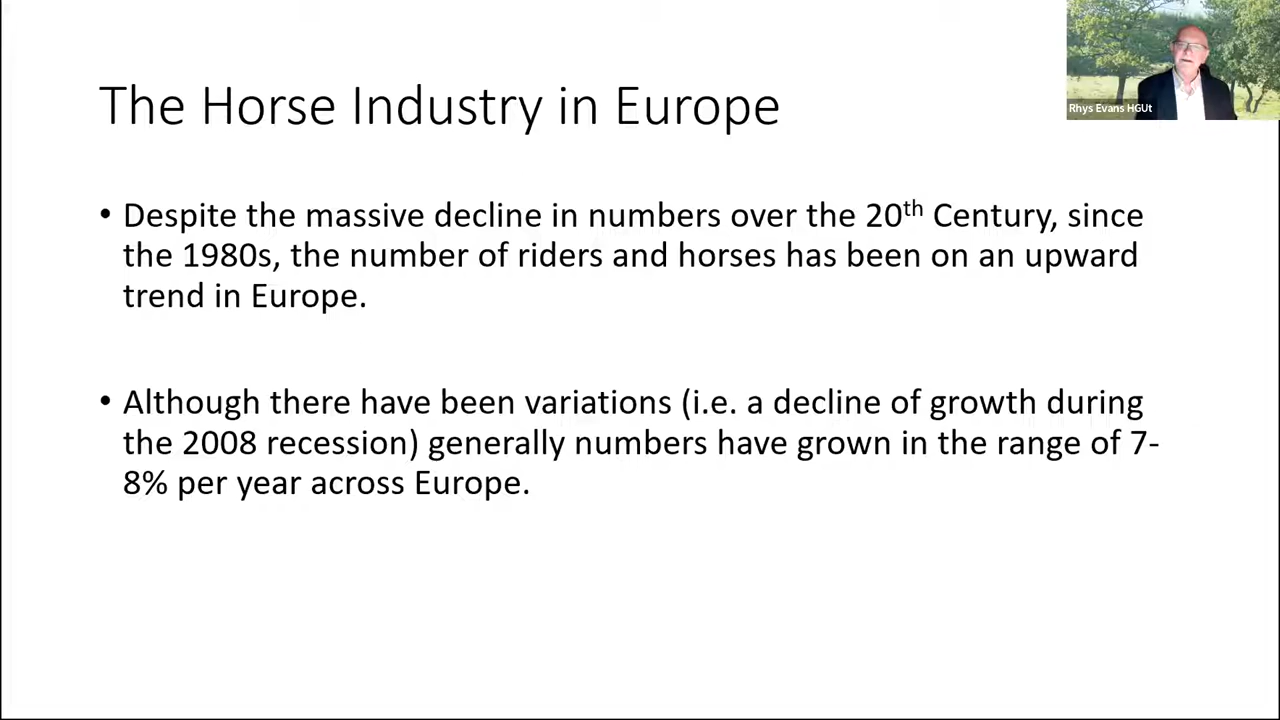 The Horse Industry in Europe
Rhys Evans HGUt
• Despite the massive decline in numbers over the 20th Century, since
the 1980s, the number of riders and horses has been on an upward
trend in Europe.
• Although there have been variations (i.e. a decline of growth during
the 2008 recession) generally numbers have grown in the range of 7-
8% per year across Europe.